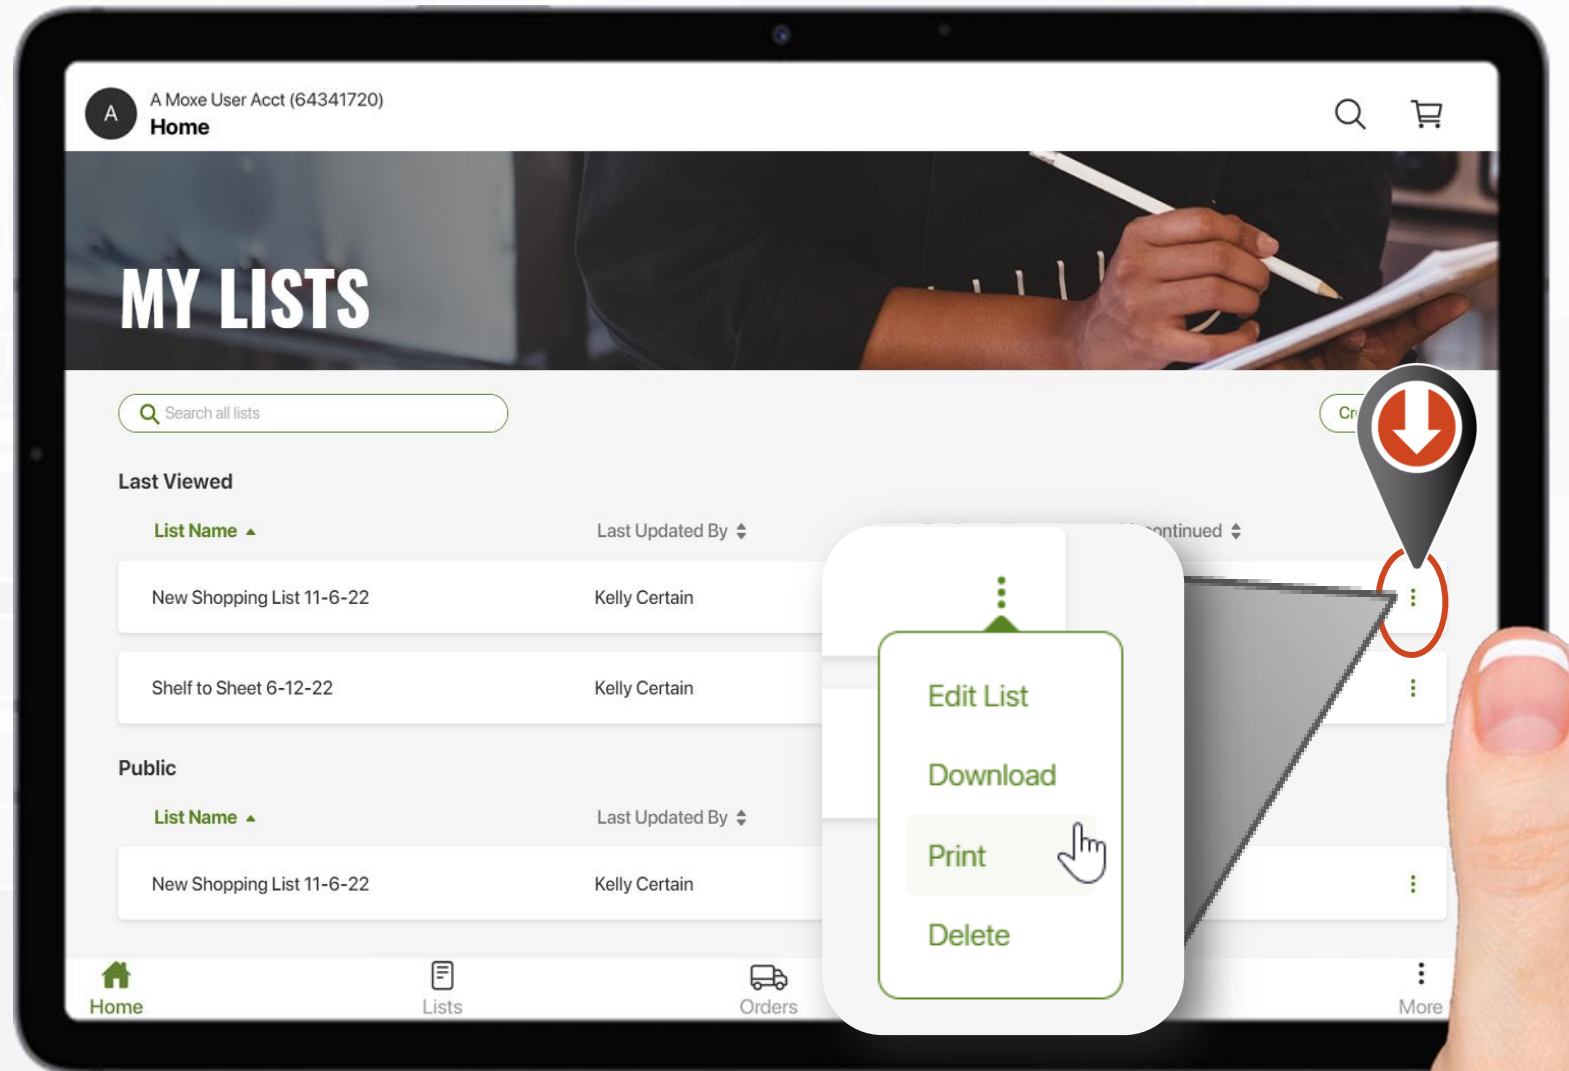 A
A Moxe User Acct (64341720)
Home
MY LISTS
Search all lists
Last Viewed
List Name
Last Updated By
New Shopping List 11-6-22
Kelly Certain
Shelf to Sheet 6-12-22
Kelly Certain
Public
List Name
Last Updated By
New Shopping List 11-6-22
Kelly Certain
Edit List
Download
Print
Delete
Home
Lists
Orders
More